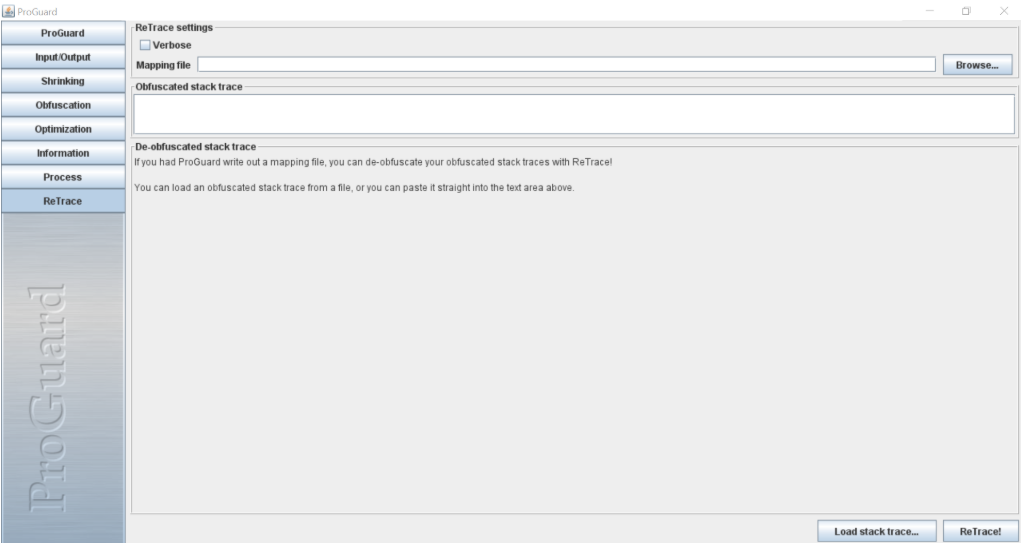 ProGuard
ProGuard
Input/Output
Shrinking
Obfuscation
Optimization
Information
Process
ReTrace
ProGuard
ReTrace settings
Verbose
Mapping file
Browse...
Obfuscated stack trace
De-obfuscated stack trace
If you had ProGuard write out a mapping file, you can de-obfuscate your obfuscated stack traces with ReTrace!
You can load an obfuscated stack trace from a file, or you can paste it straight into the text area above.
Load stack trace...
ReTrace!